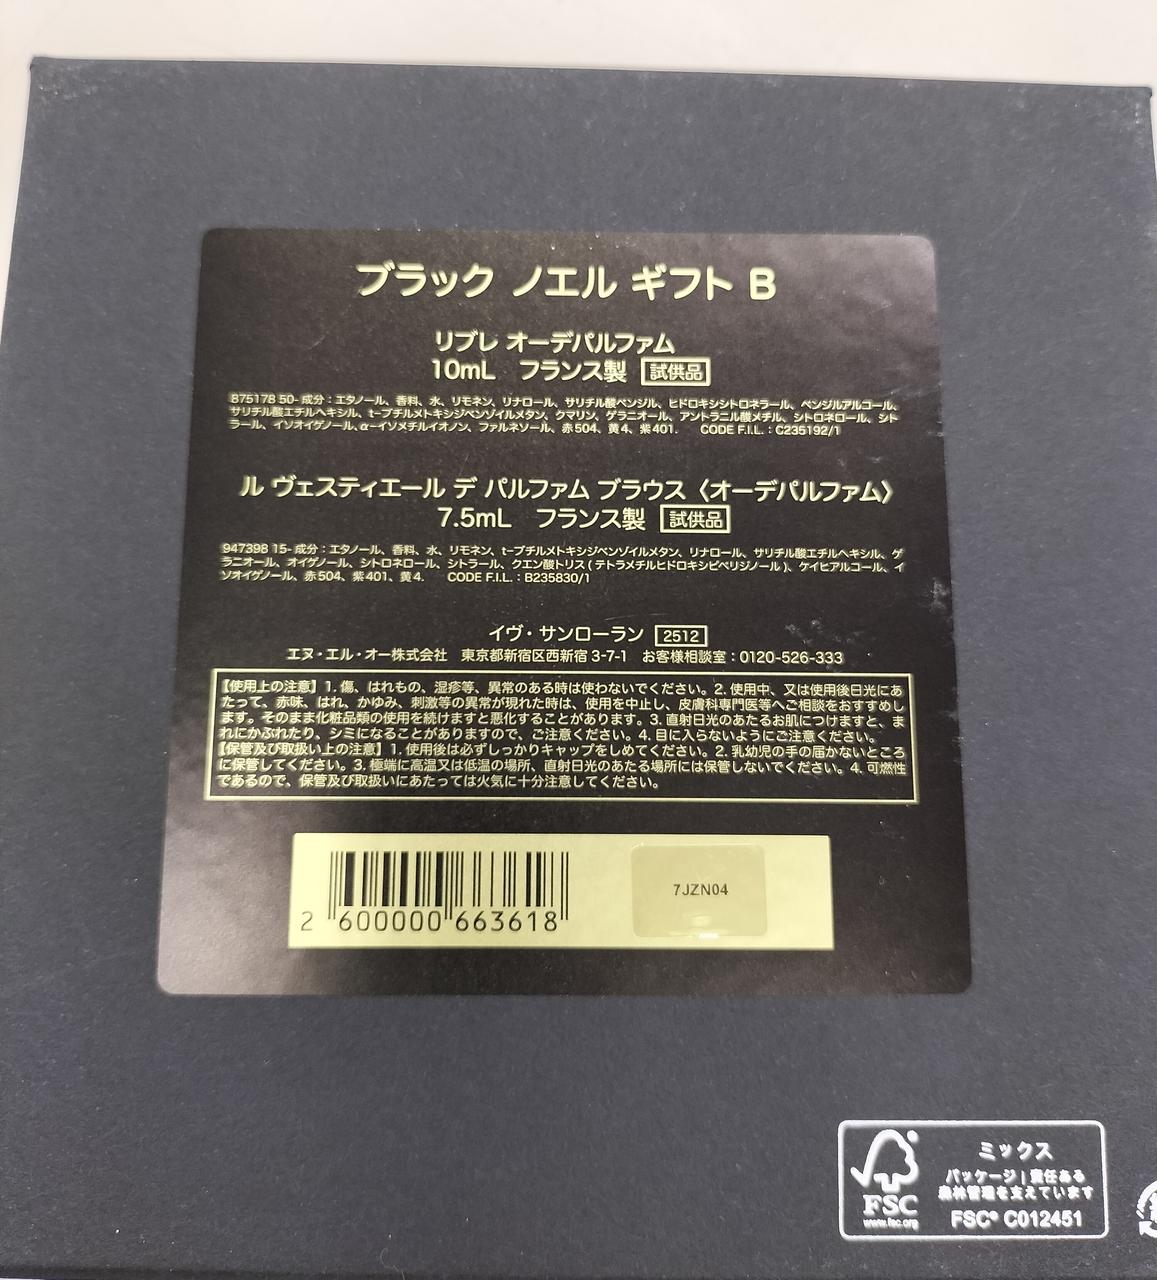 ブラック ノエル ギフト B
リブレ オーデパルファム
10mL フランス製 試供品
875178 50- 成分：エタノール、香料、水、リモネン、リナロール、サリチル酸ベンジル、ヒドロキシシトロネラール、ベンジルアルコール、
サリチル酸エチルヘキシル、t-ブチルメトキシジベンゾイルメタン、クマリン、ゲラニオール、アントラニル酸メチル、シトロネロール、シト
ラール、イソオイゲノール、α-イソメチルイオノン、ファルネソール、赤504、黄4、紫401. CODE F.I.L.：C235192/1
ル ヴェスティエール デ パルファム ブラウス〈オーデパルファム〉
7.5mL フランス製 試供品
947398 15- 成分：エタノール、香料、水、リモネン、t-ブチルメトキシジベンゾイルメタン、リナロール、サリチル酸エチルヘキシル、ゲ
ラニオール、オイゲノール、シトロネロール、シトラール、クエン酸トリス(テトラメチルヒドロキシピペリジノール)、ケイヒアルコール、イ
ソオイゲノール、赤504、紫401、黄4. CODE F.I.L.：B235830/1
イヴ・サンローラン 2512
エヌ・エル・オー株式会社 東京都新宿区西新宿3-7-1 お客様相談室：0120-526-333
【使用上の注意】1. 傷、はれもの、湿疹等、異常のある時は使わないでください。2. 使用中、又は使用後日光にあ
たって、赤味、はれ、かゆみ、刺激等の異常が現れた時は、使用を中止し、皮膚科専門医等へご相談をおすすめし
ます。そのまま化粧品類の使用を続けますと悪化することがあります。3. 直射日光のあたるお肌につけますと、ま
れにかぶれたり、シミになることがありますので、ご注意ください。4. 目に入らないようにご注意ください。
【保管及び取扱い上の注意】1. 使用後は必ずしっかりキャップをしめてください。2. 乳幼児の手の届かないところ
に保管してください。3. 極端に高温又は低温の場所、直射日光のあたる場所には保管しないでください。4. 可燃性
であるので、保管及び取扱いにあたっては火気に十分注意してください。
7JZN04
2 600000 663618
ミックス
パッケージ | 責任ある
森林管理を支えています
FSC
www.fsc.org
FSC® C012451